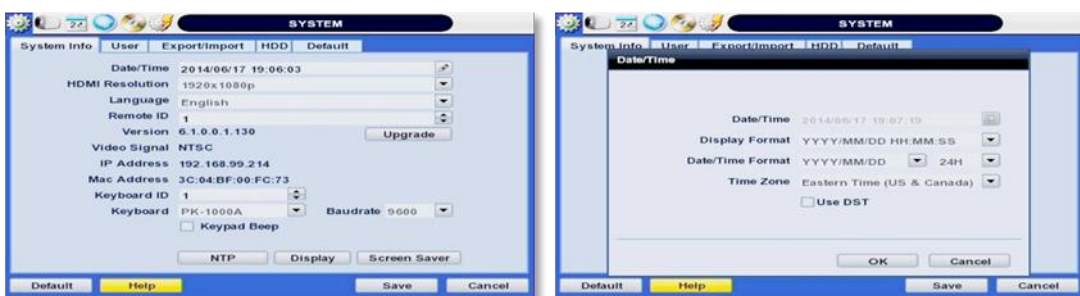 SYSTEM
System Info User Export/Import HDD Default
Date/Time 2014/06/17 19:06:03
HDMI Resolution 1920x1080p
Language English
Remote ID 1
Version 6.1.0.0.1.130 Upgrade
Video Signal NTSC
IP Address 192.168.99.214
Mac Address 3C:04:BF:00:FC:73
Keyboard ID 1
Keyboard PK-1000A Baudrate 9600
Keypad Beep
NTP Display Screen Saver
Default Help Save Cancel
SYSTEM
System Info User Export/Import HDD Default
Date/Time
Date/Time 2014/06/17 19:07:19
Display Format YYYY/MM/DD HH:MM:SS
Date/Time Format YYYY/MM/DD 24H
Time Zone Eastern Time (US & Canada)
Use DST
OK Cancel
Default Help Save Cancel